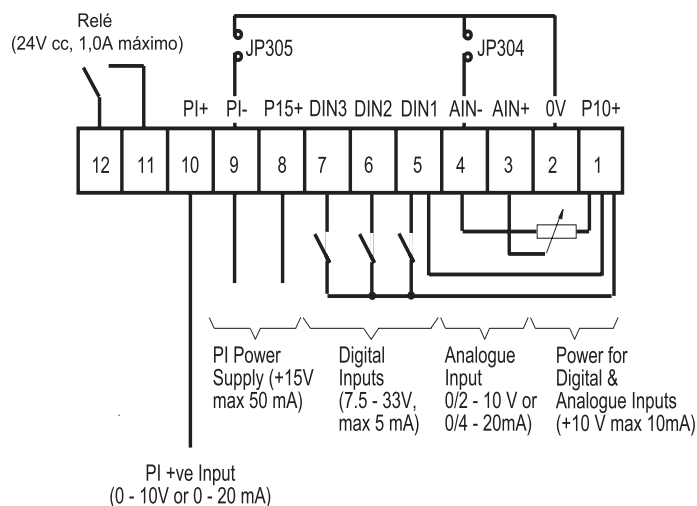 Relé
(24V cc, 1,0A máximo)
JP305
JP304
PI+ PI- P15+ DIN3 DIN2 DIN1 AIN- AIN+ 0V P10+
12 11 10 9 8 7 6 5 4 3 2 1
PI Power
Supply (+15V
max 50 mA)
Digital
Inputs
(7.5 - 33V,
max 5 mA)
Analogue
Input
0/2 - 10 V or
0/4 - 20mA)
Power for
Digital &
Analogue Inputs
(+10 V max 10mA)
PI +ve Input
(0 - 10V or 0 - 20 mA)